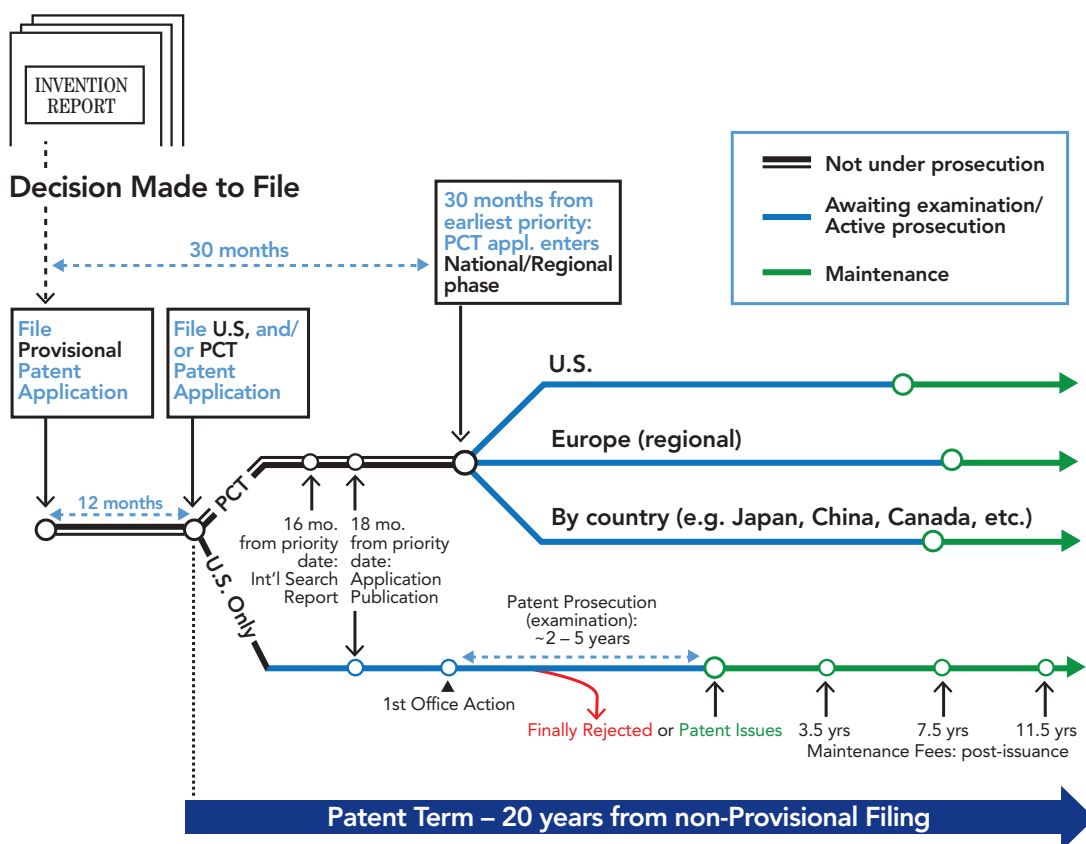 INVENTION
REPORT
Decision Made to File
30 months
30 months from
earliest priority:
PCT appl. enters
National/Regional
phase
Not under prosecution
Awaiting examination/
Active prosecution
Maintenance
File
Provisional
Patent
Application
File U.S, and/
or PCT
Patent
Application
12 months
PCT
U.S. Only
16 mo.
from priority
date:
Int'l Search
Report
18 mo.
from priority
date:
Application
Publication
U.S.
Europe (regional)
By country (e.g. Japan, China, Canada, etc.)
Patent Prosecution
(examination):
~2 – 5 years
1st Office Action
Finally Rejected or Patent Issues
3.5 yrs
7.5 yrs
11.5 yrs
Maintenance Fees: post-issuance
Patent Term – 20 years from non-Provisional Filing